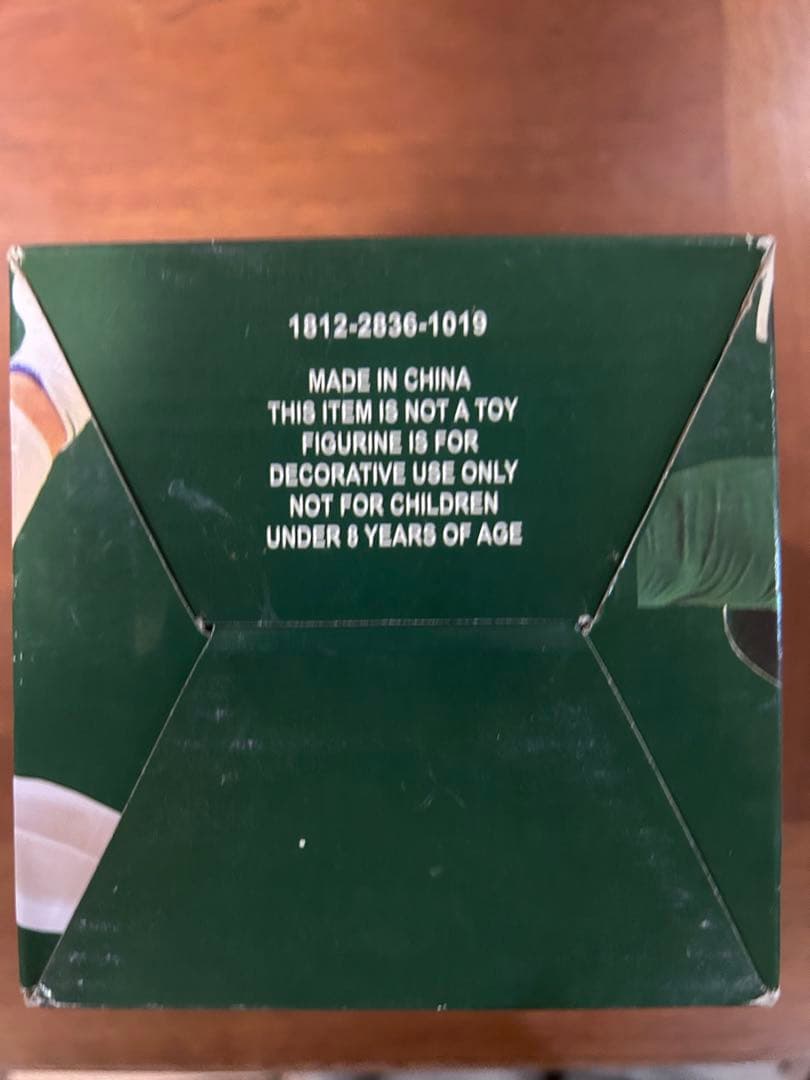 1812-2836-1019
MADE IN CHINA
THIS ITEM IS NOT A TOY
FIGURINE IS FOR
DECORATIVE USE ONLY
NOT FOR CHILDREN
UNDER 8 YEARS OF AGE